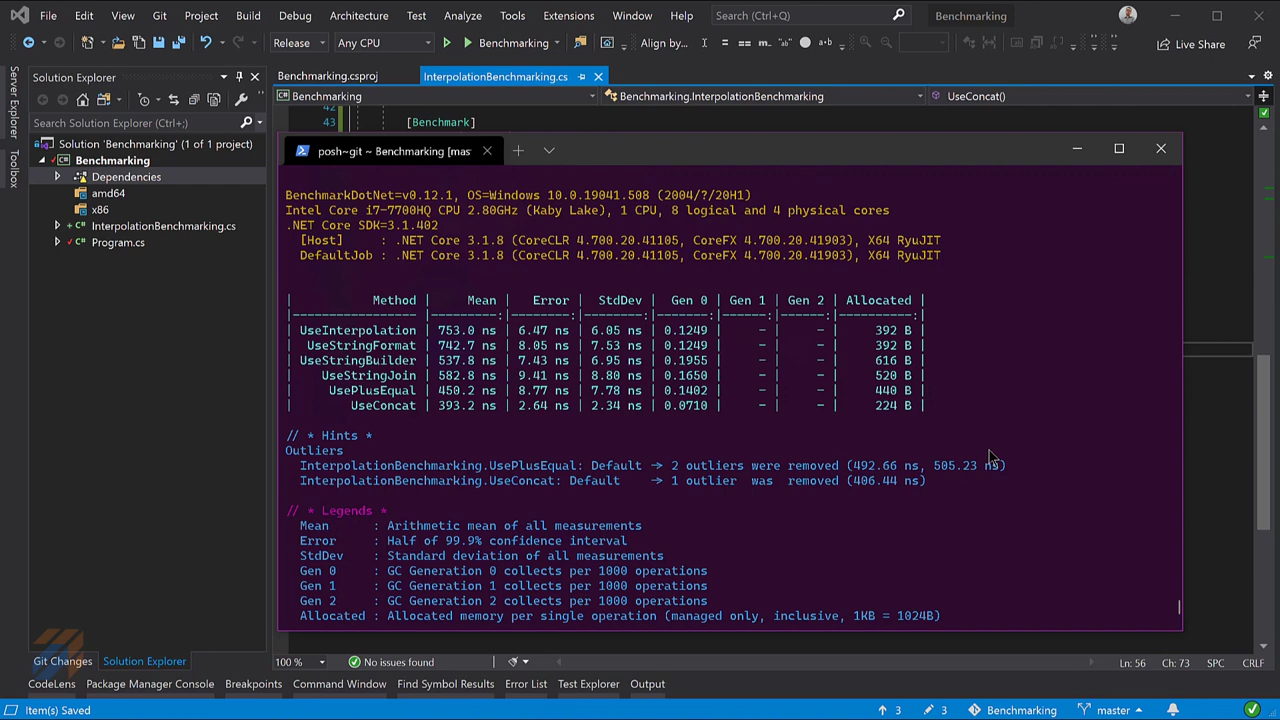 File Edit View Git Project Build Debug Architecture Test Analyze Tools Extensions Window Help Search (Ctrl+Q) Benchmarking
Release Any CPU Benchmarking Align by... Live Share
Server Explorer
Toolbox
Solution Explorer
Search Solution Explorer (Ctrl+;)
Solution 'Benchmarking' (1 of 1 project)
Benchmarking
Dependencies
amd64
x86
InterpolationBenchmarking.cs
Program.cs
Git Changes Solution Explorer
Benchmarking.csproj InterpolationBenchmarking.cs
Benchmarking Benchmarking.InterpolationBenchmarking UseConcat()
42
43 [Benchmark]
posh~git ~ Benchmarking [mas
BenchmarkDotNet=v0.12.1, OS=Windows 10.0.19041.508 (2004/?/20H1)
Intel Core i7-7700HQ CPU 2.80GHz (Kaby Lake), 1 CPU, 8 logical and 4 physical cores
.NET Core SDK=3.1.402
[Host] : .NET Core 3.1.8 (CoreCLR 4.700.20.41105, CoreFX 4.700.20.41903), X64 RyuJIT
DefaultJob : .NET Core 3.1.8 (CoreCLR 4.700.20.41105, CoreFX 4.700.20.41903), X64 RyuJIT
| Method | Mean | Error | StdDev | Gen 0 | Gen 1 | Gen 2 | Allocated |
|----------------- |---------:|--------:|--------:|-------:|------:|------:|----------:|
| UseInterpolation | 753.0 ns | 6.47 ns | 6.05 ns | 0.1249 | - | - | 392 B |
| UseStringFormat | 742.7 ns | 8.05 ns | 7.53 ns | 0.1249 | - | - | 392 B |
| UseStringBuilder | 537.8 ns | 7.43 ns | 6.95 ns | 0.1955 | - | - | 616 B |
| UseStringJoin | 582.8 ns | 9.41 ns | 8.80 ns | 0.1650 | - | - | 520 B |
| UsePlusEqual | 450.2 ns | 8.77 ns | 7.78 ns | 0.1402 | - | - | 440 B |
| UseConcat | 393.2 ns | 2.64 ns | 2.34 ns | 0.0710 | - | - | 224 B |
// * Hints *
Outliers
InterpolationBenchmarking.UsePlusEqual: Default -> 2 outliers were removed (492.66 ns, 505.23 ns)
InterpolationBenchmarking.UseConcat: Default -> 1 outlier was removed (406.44 ns)
// * Legends *
Mean : Arithmetic mean of all measurements
Error : Half of 99.9% confidence interval
StdDev : Standard deviation of all measurements
Gen 0 : GC Generation 0 collects per 1000 operations
Gen 1 : GC Generation 1 collects per 1000 operations
Gen 2 : GC Generation 2 collects per 1000 operations
Allocated : Allocated memory per single operation (managed only, inclusive, 1KB = 1024B)
100 % No issues found Ln: 56 Ch: 73 SPC CRLF
CodeLens Package Manager Console Breakpoints Command Window Find Symbol Results Error List Test Explorer Output
Item(s) Saved 3 3 Benchmarking master